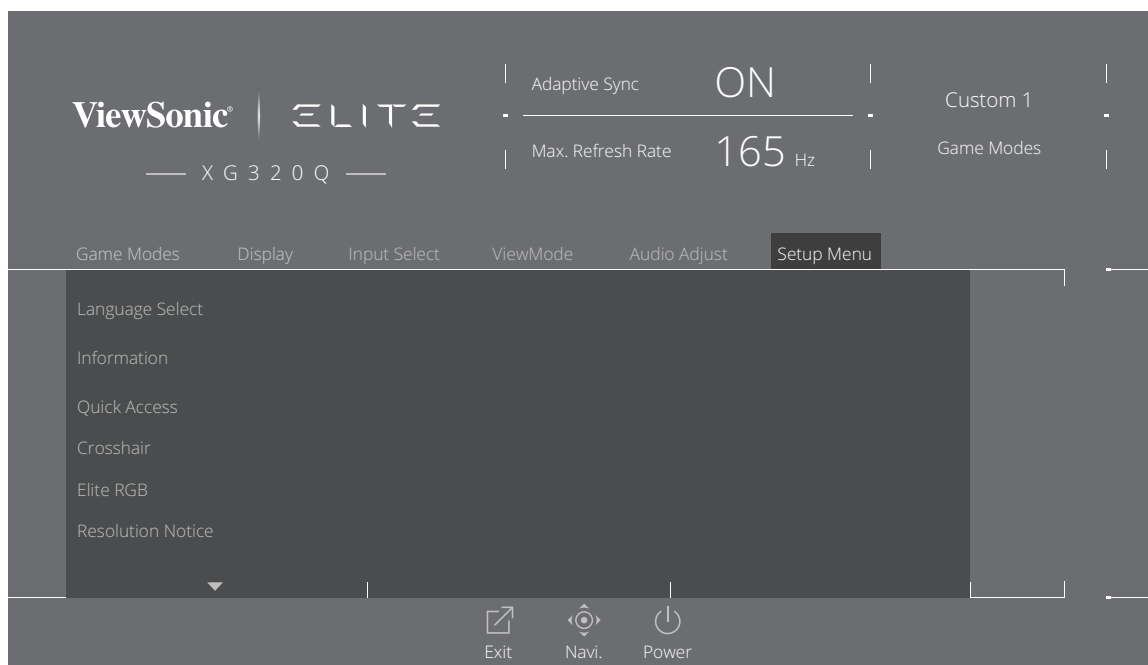 ViewSonic® ELITE
XG320Q
Adaptive Sync ON
Max. Refresh Rate 165 Hz
Custom 1
Game Modes
Game Modes Display Input Select ViewMode Audio Adjust Setup Menu
Language Select
Information
Quick Access
Crosshair
Elite RGB
Resolution Notice
Exit Navi. Power